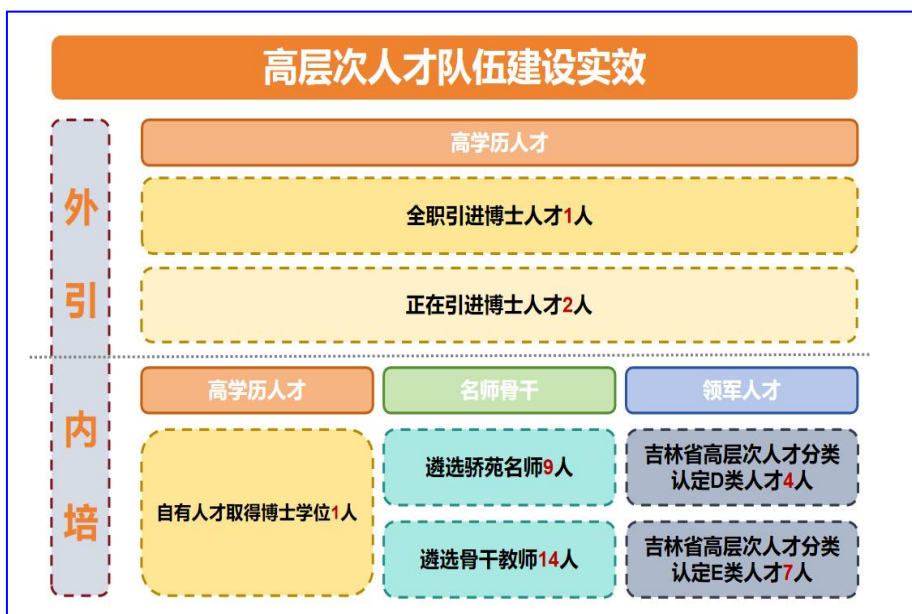 高层次人才队伍建设实效
外引
高学历人才
全职引进博士人才1人
正在引进博士人才2人
内培
高学历人才
名师骨干
领军人才
自有人才取得博士学位1人
遴选骄苑名师9人
遴选骨干教师14人
吉林省高层次人才分类
认定D类人才4人
吉林省高层次人才分类
认定E类人才7人